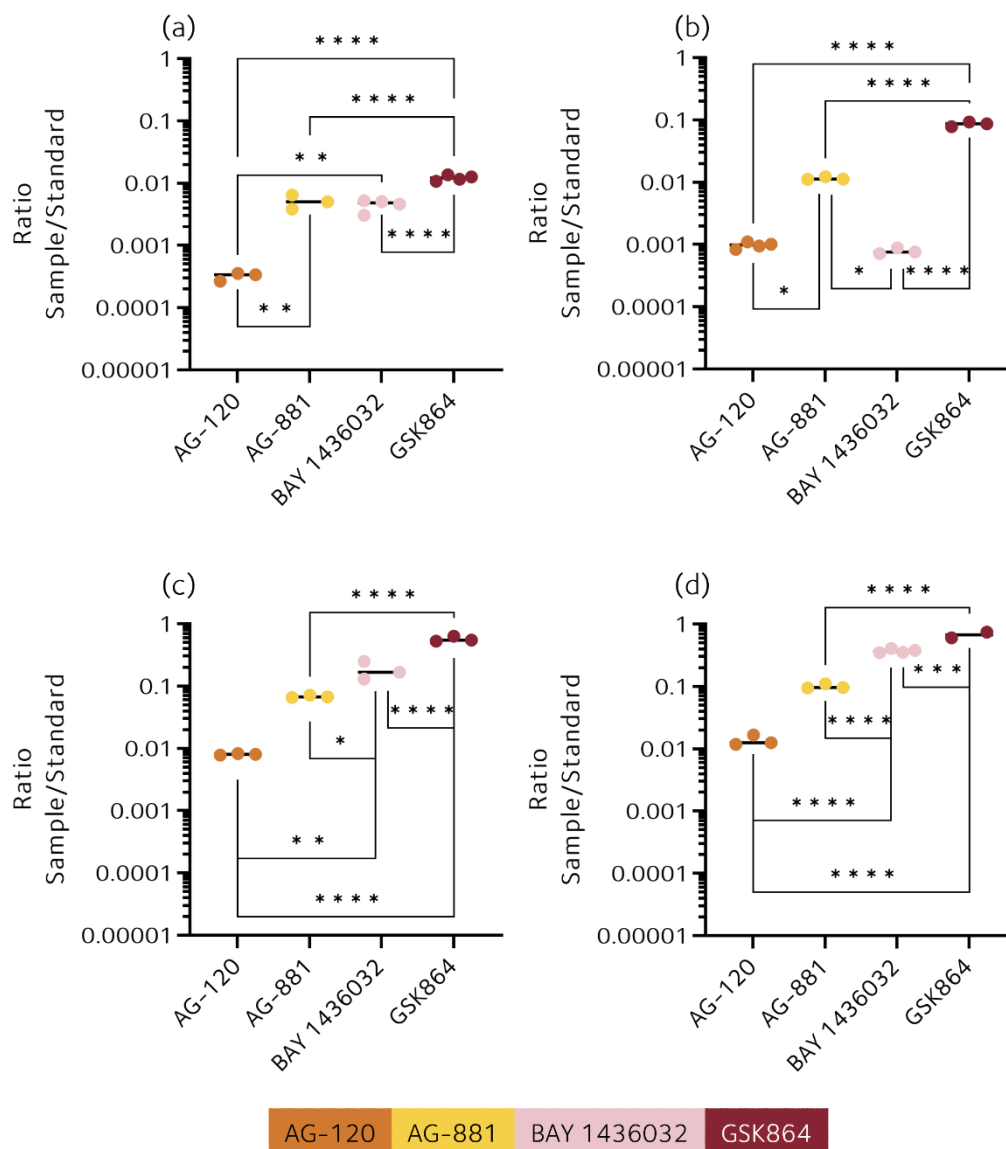 (a)
Ratio
Sample/Standard
1
0.1
0.01
0.001
0.0001
0.00001
* * * *
* * * *
* *
* * * *
* *
AG-120
AG-881
BAY 1436032
GSK864
(b)
Ratio
Sample/Standard
1
0.1
0.01
0.001
0.0001
0.00001
* * * *
* * * *
*
* * * *
*
AG-120
AG-881
BAY 1436032
GSK864
(c)
Ratio
Sample/Standard
1
0.1
0.01
0.001
0.0001
0.00001
* * * *
* * * *
*
* *
* * * *
AG-120
AG-881
BAY 1436032
GSK864
(d)
Ratio
Sample/Standard
1
0.1
0.01
0.001
0.0001
0.00001
* * * *
* * *
* * * *
* * * *
* * * *
AG-120
AG-881
BAY 1436032
GSK864
AG-120 AG-881 BAY 1436032 GSK864